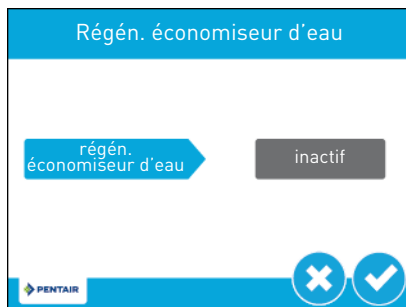 Régén. économiseur d'eau
régén.
économiseur d'eau
inactif
PENTAIR